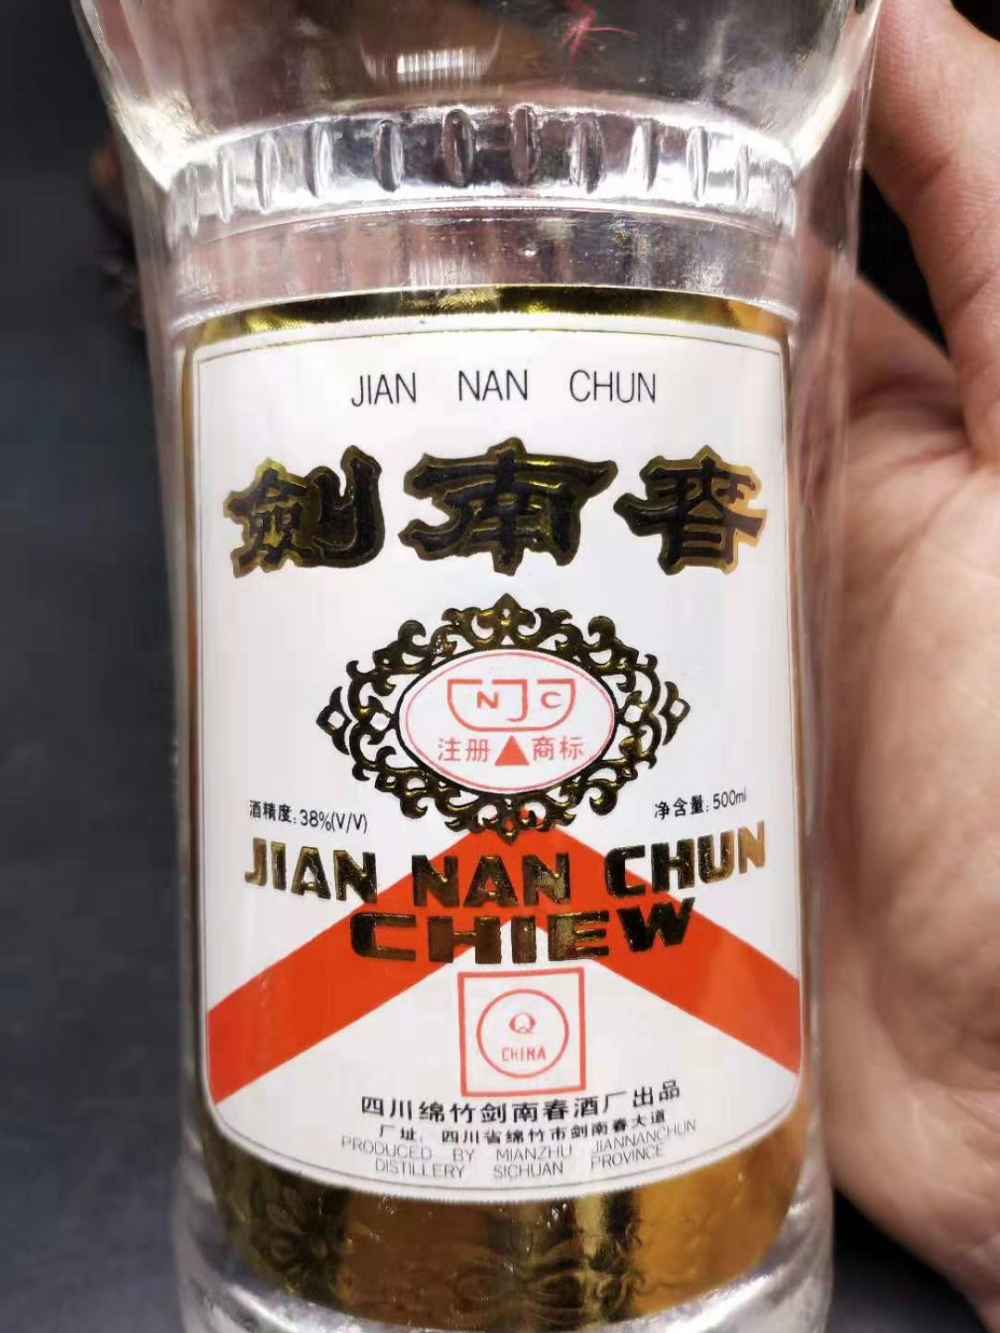 JIAN NAN CHUN
劍南春
NJC
注册 商标
酒精度:38%(V/V)
净含量:500ml
JIAN NAN CHUN
CHIEW
Q
CHINA
四川绵竹剑南春酒厂出品
厂址:四川省绵竹市剑南春大道
PRODUCED BY MIANZHU JIANNANCHUN
DISTILLERY SICHUAN PROVINCE